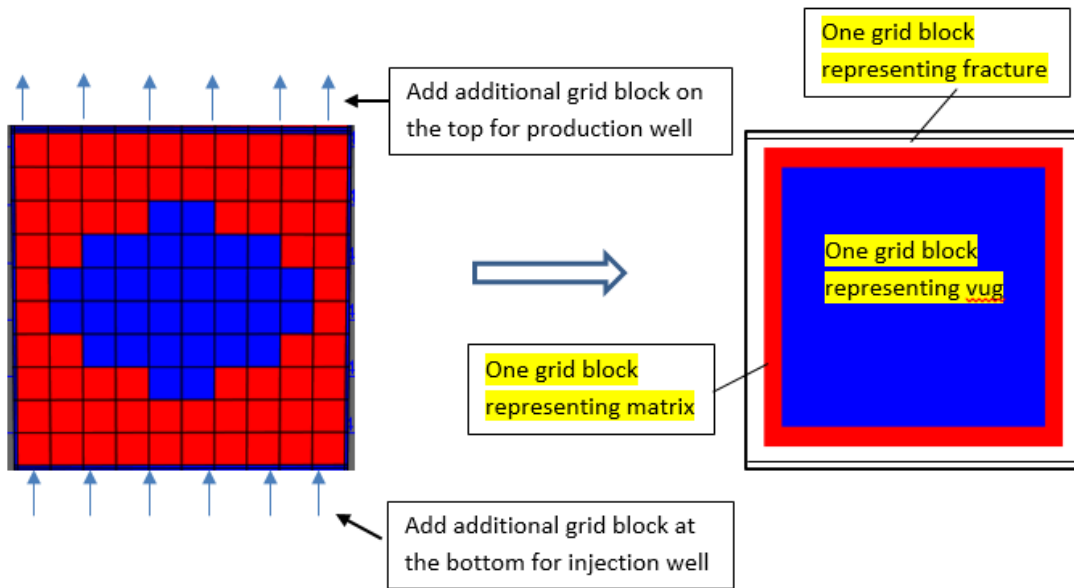 One grid block
representing fracture
Add additional grid block on
the top for production well
One grid block
representing vug
One grid block
representing matrix
Add additional grid block at
the bottom for injection well